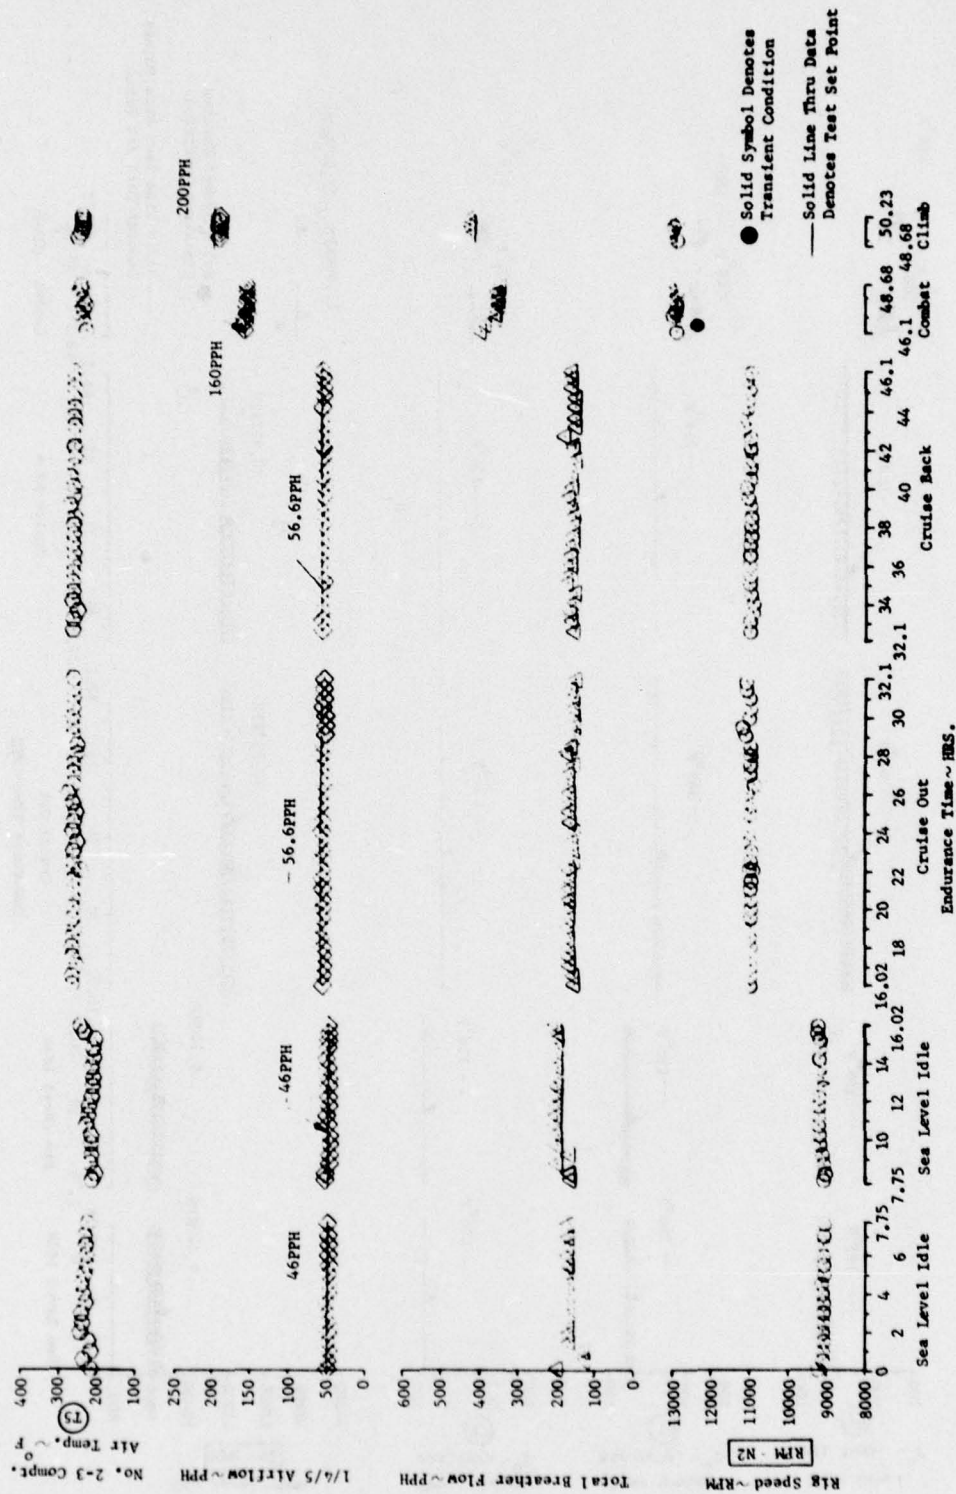 No. 2-3 Compt.
Air Temp. ~ °F
T3
400
300
200
100
1/4/5 Airflow ~ PPH
250
150
50
0
46PPH
46PPH
56.6PPH
56.6PPH
160PPH
200PPH
Total Breather Flow ~ PPH
600
400
200
100
0
Rig Speed ~ RPM
RPM - N2
13000
11000
10000
9000
8000
0 2 4 6 7.75
Sea Level Idle
7.75 10 12 14 16.02
Sea Level Idle
16.02 18 20 22 24 26 28 30 32.1
Cruise Out
32.1 34 36 38 40 42 44 46.1
Cruise Back
46.1 48.68
Combat
48.68 50.23
Climb
Endurance Time ~ HRS.
Solid Symbol Denotes
Transient Condition
Solid Line Thru Data
Denotes Test Set Point